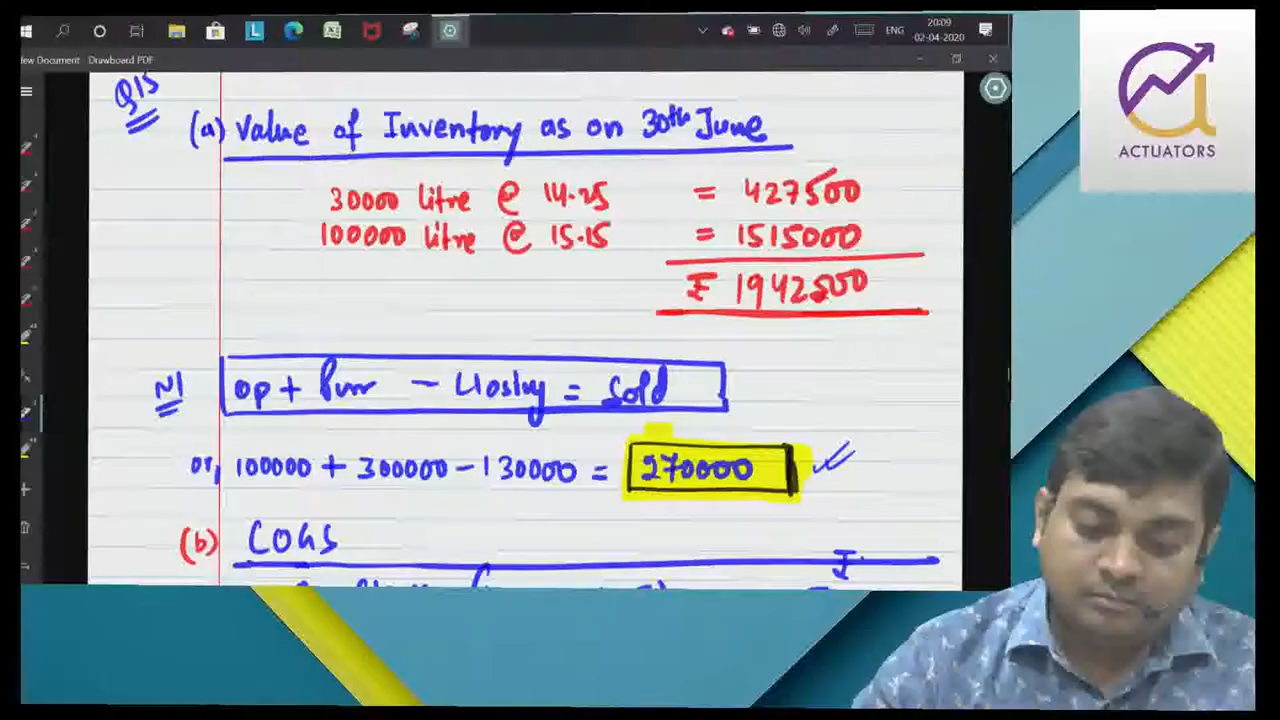 20:09
ENG
02-04-2020
ew Document Drawboard PDF
Q15
(a) Value of Inventory as on 30th June
30000 litre @ 14.25 = 427500
100000 litre @ 15.15 = 1515000
₹ 1942500
N1 op + Purr - Closing = Sold
or, 100000 + 300000 - 130000 = 270000
(b) COGS
ACTUATORS